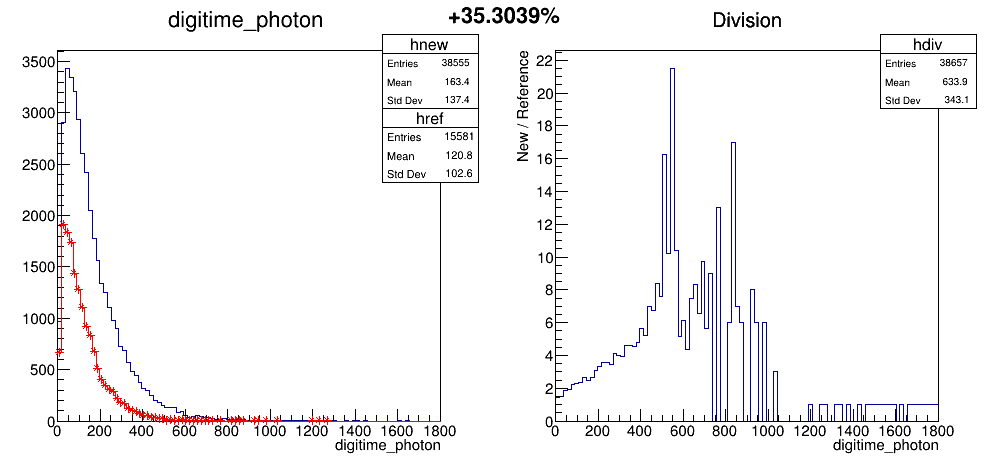 +35.3039%
digitime_photon
hnew
Entries 38555
Mean 163.4
Std Dev 137.4
href
Entries 15581
Mean 120.8
Std Dev 102.6
3500
3000
2500
2000
1500
1000
500
0
0 200 400 600 800 1000 1200 1400 1600 1800
digitime_photon
Division
hdiv
Entries 38657
Mean 633.9
Std Dev 343.1
New / Reference
22
20
18
16
14
12
10
8
6
4
2
0
0 200 400 600 800 1000 1200 1400 1600 1800
digitime_photon